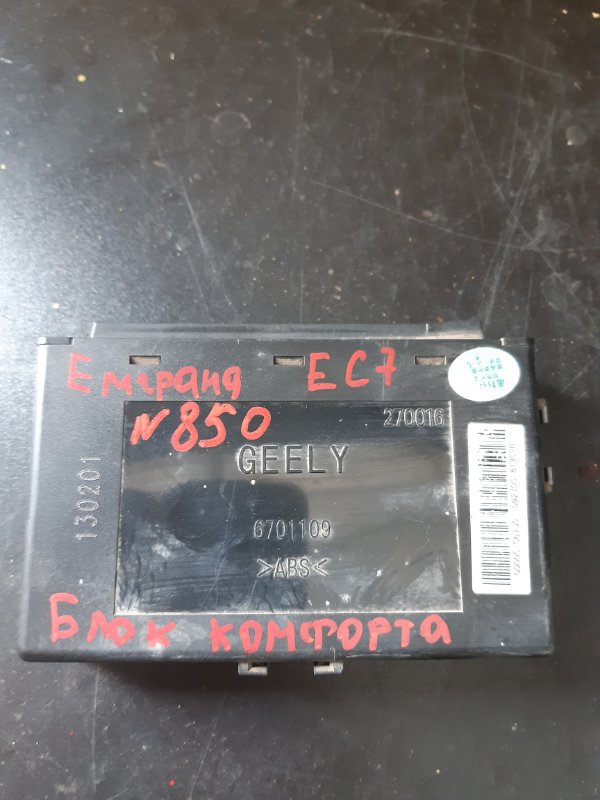 Емгранд EC7
N850
270016
GEELY
130201
6701109
>ABS<
Блок комфорта